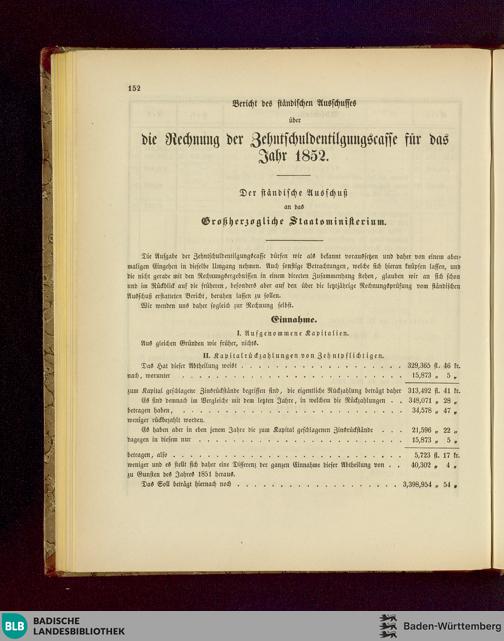 152
Bericht des ständischen Ausschusses
über
die Rechnung der Zehntschuldentilgungscasse für das
Jahr 1852.
Der ständische Ausschuß
an das
Großherzogliche Staatsministerium.
Die Aufgabe der Zehntschuldentilgungscasse dürfen wir als bekannt voraussetzen und daher von einem aber-
maligen Eingehen in dieselbe Umgang nehmen. Auch sonstige Betrachtungen, welche sich hieran knüpfen lassen, und
die nicht gerade mit den Rechnungsergebnissen in einem directen Zusammenhang stehen, glauben wir an sich schon
und im Rückblick auf die früheren, besonders aber auf den über die letztjährige Rechnungsprüfung vom ständischen
Ausschuß erstatteten Bericht, beruhen lassen zu sollen.
Wir wenden uns daher sogleich zur Rechnung selbst.
Einnahme.
I. Aufgenommene Kapitalien.
Aus gleichen Gründen wie früher, nichts.
II. Kapitalrückzahlungen von Zehntpflichtigen.
Das Hat dieser Abtheilung weist . . . . . . . . . . . . . . 329,365 fl. 46 kr.
nach, worunter . . . . . . . . . . . . . . . . . . . . 15,873 „ 5 „
zum Kapital geschlagene Zinsrückstände begriffen sind, die eigentliche Rückzahlung beträgt daher 313,492 fl. 41 kr.
Es sind demnach im Vergleiche mit dem letzten Jahre, in welchem die Rückzahlungen . . 348,071 „ 28 „
betragen haben, . . . . . . . . . . . . . . . . . . . . 34,578 „ 47 „
weniger rückbezahlt worden.
Es haben aber in eben jenem Jahre die zum Kapital geschlagenen Zinsrückstände . . . 21,596 „ 22 „
dagegen in diesem nur . . . . . . . . . . . . . . . . . . 15,873 „ 5 „
betragen, also . . . . . . . . . . . . . . . . . . . . 5,723 fl. 17 kr.
weniger und es stellt sich daher eine Differenz der ganzen Einnahme dieser Abtheilung von . . 40,302 „ 4 „
zu Gunsten des Jahres 1851 heraus.
Das Soll beträgt hiernach noch . . . . . . . . . . . . . . 3,398,954 „ 54 „
BLB BADISCHE
LANDESBIBLIOTHEK
Baden-Württemberg